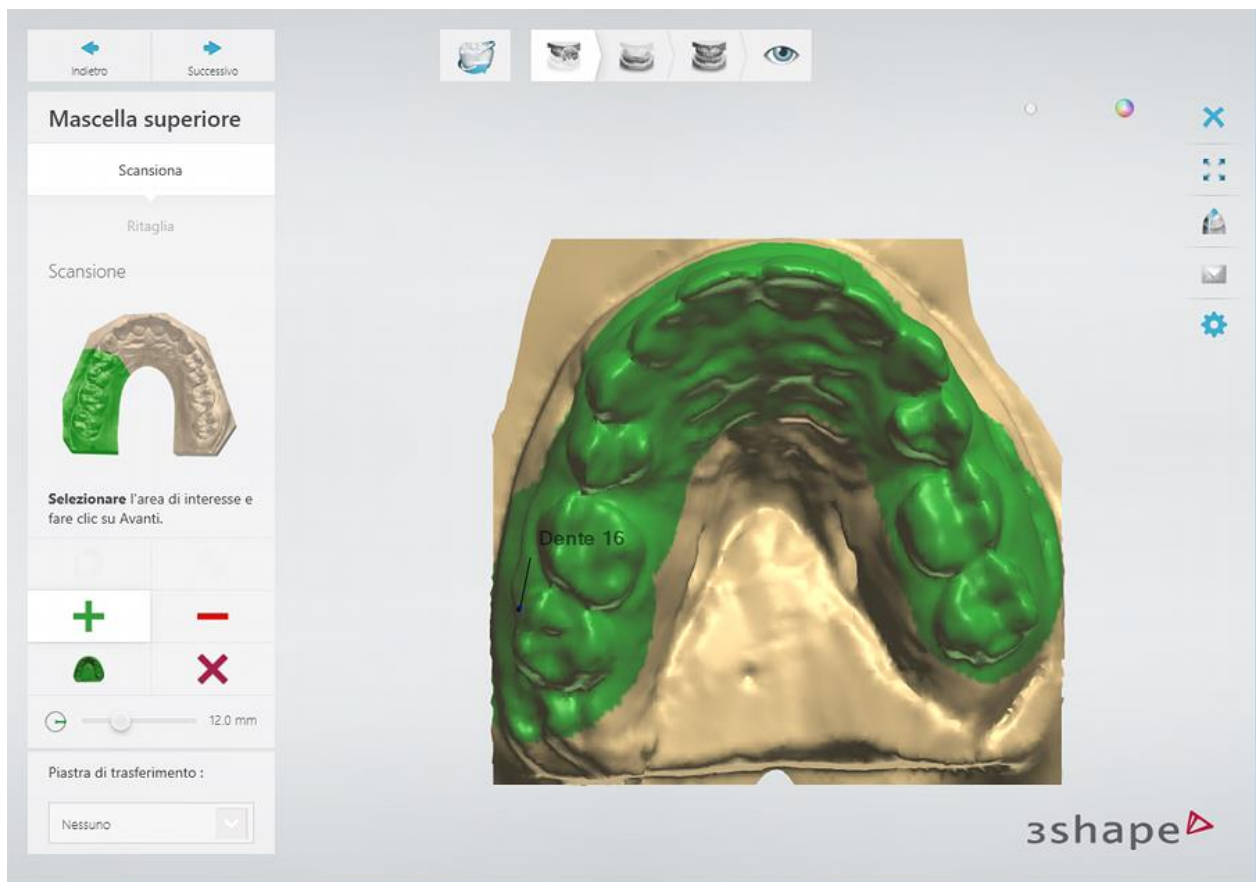 Indietro
Successivo
Mascella superiore
Scansiona
Ritaglia
Scansione
Selezionare l'area di interesse e
fare clic su Avanti.
12.0 mm
Piastra di trasferimento :
Nessuno
Dente 16
3shape